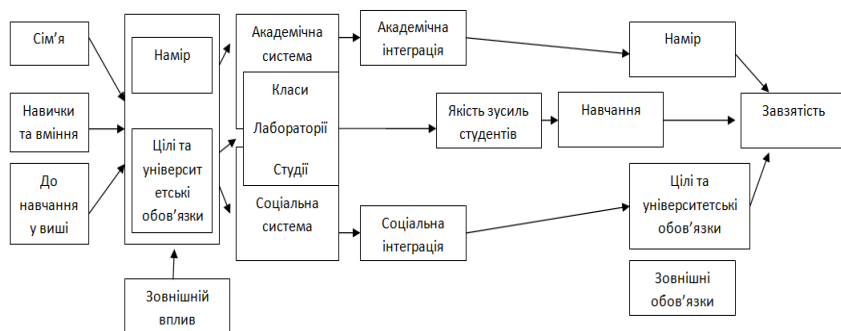 Сім’я
Навички
та вміння
До
навчання
у виші
Намір
Цілі та
університ
етські
обов’язки
Зовнішній
вплив
Академічна
система
Класи
Лабораторії
Студії
Соціальна
система
Академічна
інтеграція
Якість зусиль
студентів
Навчання
Соціальна
інтеграція
Намір
Завзятість
Цілі та
університетські
обов’язки
Зовнішні
обов’язки